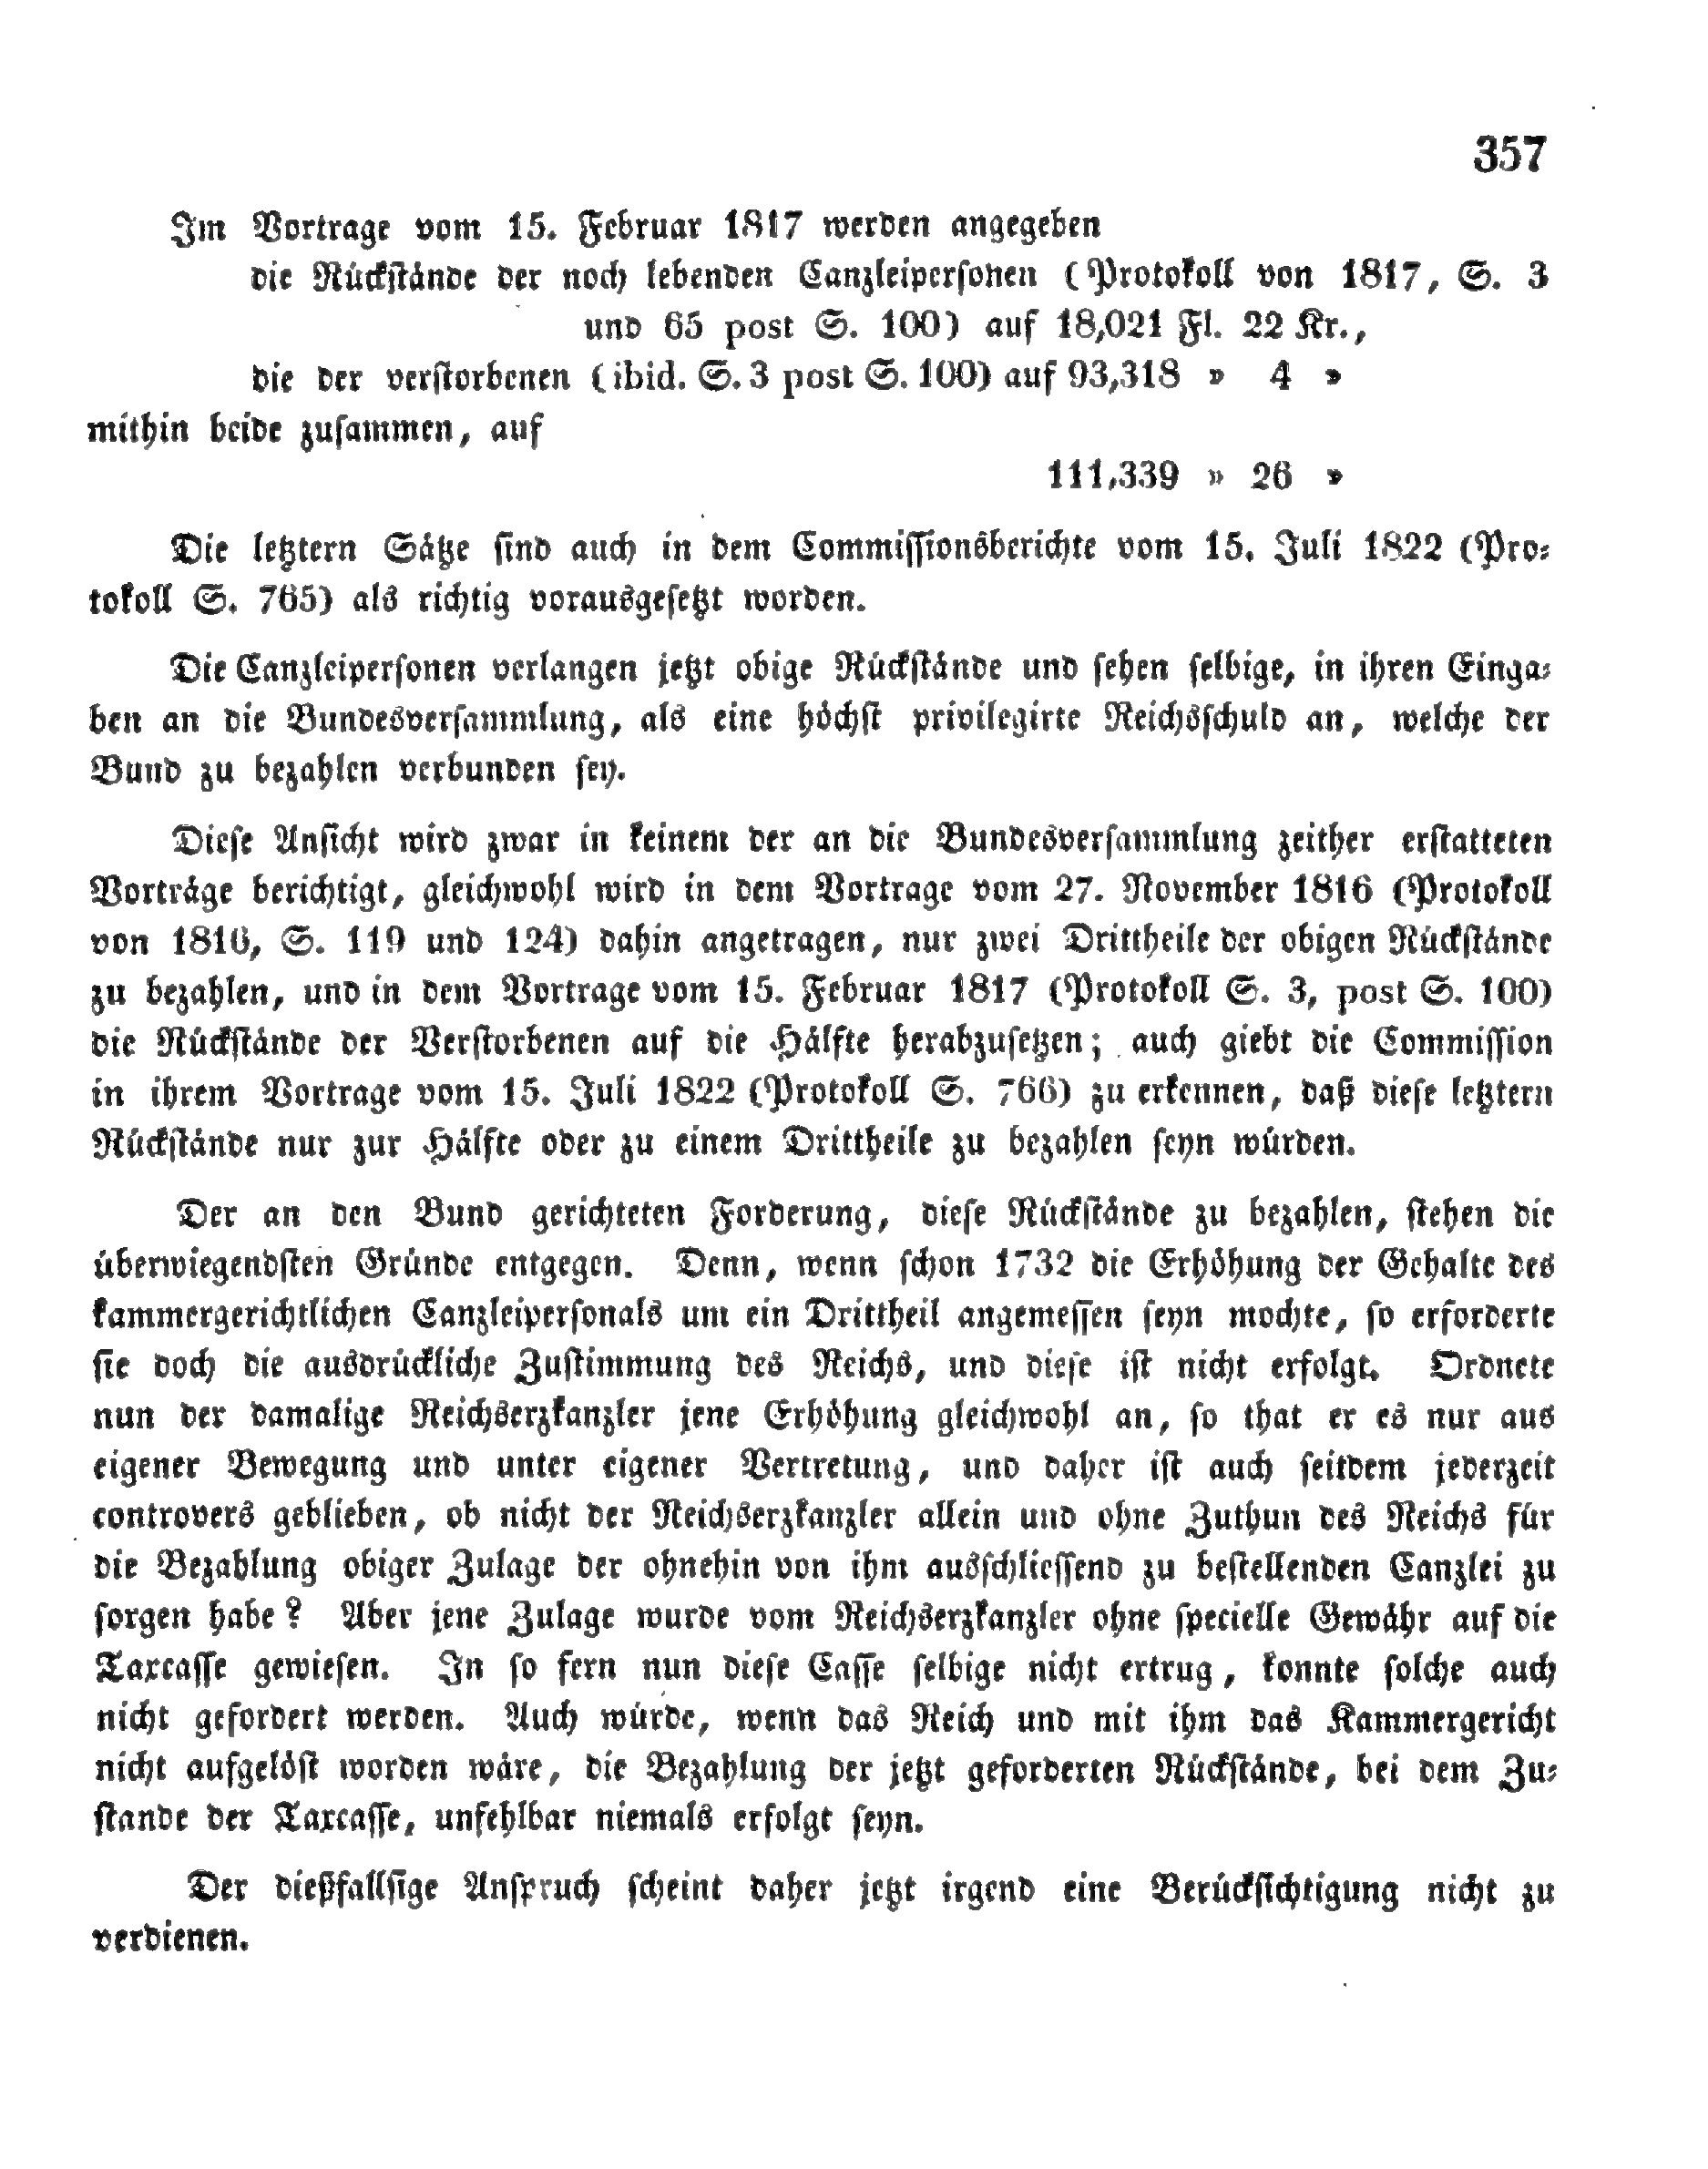 357
Im Vortrage vom 15. Februar 1817 werden angegeben
die Rückstände der noch lebenden Canzleipersonen (Protokoll von 1817, S. 3
und 65 post S. 100) auf 18,021 Fl. 22 Kr.,
die der verstorbenen (ibid. S. 3 post S. 100) auf 93,318 » 4 »
mithin beide zusammen, auf
111,339 » 26 »
Die letztern Sätze sind auch in dem Commissionsberichte vom 15. Juli 1822 (Pro-
tokoll S. 765) als richtig vorausgesetzt worden.
Die Canzleipersonen verlangen jetzt obige Rückstände und sehen selbige, in ihren Einga-
ben an die Bundesversammlung, als eine höchst privilegirte Reichsschuld an, welche der
Bund zu bezahlen verbunden sey.
Diese Ansicht wird zwar in keinem der an die Bundesversammlung zeither erstatteten
Vorträge berichtigt, gleichwohl wird in dem Vortrage vom 27. November 1816 (Protokoll
von 1816, S. 119 und 124) dahin angetragen, nur zwei Drittheile der obigen Rückstände
zu bezahlen, und in dem Vortrage vom 15. Februar 1817 (Protokoll S. 3, post S. 100)
die Rückstände der Verstorbenen auf die Hälfte herabzusetzen; auch giebt die Commission
in ihrem Vortrage vom 15. Juli 1822 (Protokoll S. 766) zu erkennen, daß diese letztern
Rückstände nur zur Hälfte oder zu einem Drittheile zu bezahlen seyn würden.
Der an den Bund gerichteten Forderung, diese Rückstände zu bezahlen, stehen die
überwiegendsten Gründe entgegen. Denn, wenn schon 1732 die Erhöhung der Gehalte des
kammergerichtlichen Canzleipersonals um ein Drittheil angemessen seyn mochte, so erforderte
sie doch die ausdrückliche Zustimmung des Reichs, und diese ist nicht erfolgt. Ordnete
nun der damalige Reichserzkanzler jene Erhöhung gleichwohl an, so that er es nur aus
eigener Bewegung und unter eigener Vertretung, und daher ist auch seitdem jederzeit
controvers geblieben, ob nicht der Reichserzkanzler allein und ohne Zuthun des Reichs für
die Bezahlung obiger Zulage der ohnehin von ihm ausschliessend zu bestellenden Canzlei zu
sorgen habe? Aber jene Zulage wurde vom Reichserzkanzler ohne specielle Gewähr auf die
Taxcasse gewiesen. In so fern nun diese Casse selbige nicht ertrug, konnte solche auch
nicht gefordert werden. Auch würde, wenn das Reich und mit ihm das Kammergericht
nicht aufgelöst worden wäre, die Bezahlung der jetzt geforderten Rückstände, bei dem Zu-
stande der Taxcasse, unfehlbar niemals erfolgt seyn.
Der dießfallsige Anspruch scheint daher jetzt irgend eine Berücksichtigung nicht zu
verdienen.